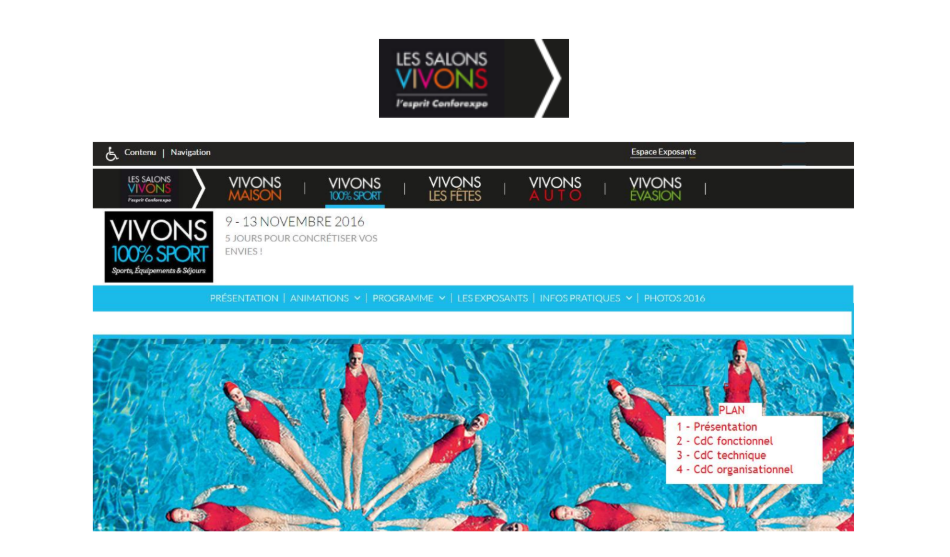 LES SALONS
VIVONS
l'esprit Conforexpo
Contenu | Navigation
Espace Exposants
LES SALONS
VIVONS
l'esprit Conforexpo
VIVONS
MAISON
VIVONS
100% SPORT
VIVONS
LES FÊTES
VIVONS
AUTO
VIVONS
ÉVASION
VIVONS
100% SPORT
Sports, Équipements & Séjours
9 - 13 NOVEMBRE 2016
5 JOURS POUR CONCRÉTISER VOS
ENVIES !
PRÉSENTATION | ANIMATIONS | PROGRAMME | LES EXPOSANTS | INFOS PRATIQUES | PHOTOS 2016
PLAN
1 - Présentation
2 - CdC fonctionnel
3 - CdC technique
4 - CdC organisationnel